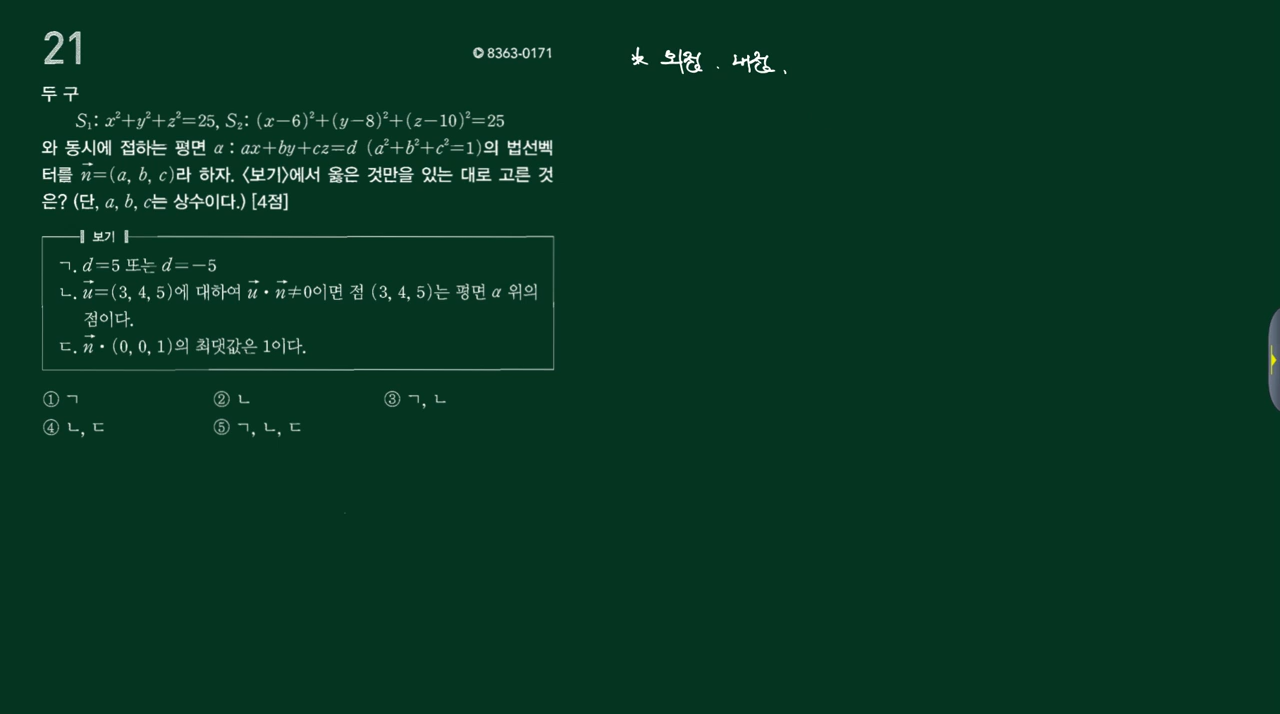 21
8363-0171
* 외접. 내접.
두 구
S₁: x²+y²+z²=25, S₂: (x−6)²+(y−8)²+(z−10)²=25
와 동시에 접하는 평면 α : ax+by+cz=d (a²+b²+c²=1)의 법선벡
터를 n⃗=(a, b, c)라 하자. 〈보기〉에서 옳은 것만을 있는 대로 고른 것
은? (단, a, b, c는 상수이다.) [4점]
보기
ㄱ. d=5 또는 d=−5
ㄴ. u⃗=(3, 4, 5)에 대하여 u⃗·n⃗≠0이면 점 (3, 4, 5)는 평면 α 위의
점이다.
ㄷ. n⃗·(0, 0, 1)의 최댓값은 1이다.
① ㄱ ② ㄴ ③ ㄱ, ㄴ
④ ㄴ, ㄷ ⑤ ㄱ, ㄴ, ㄷ